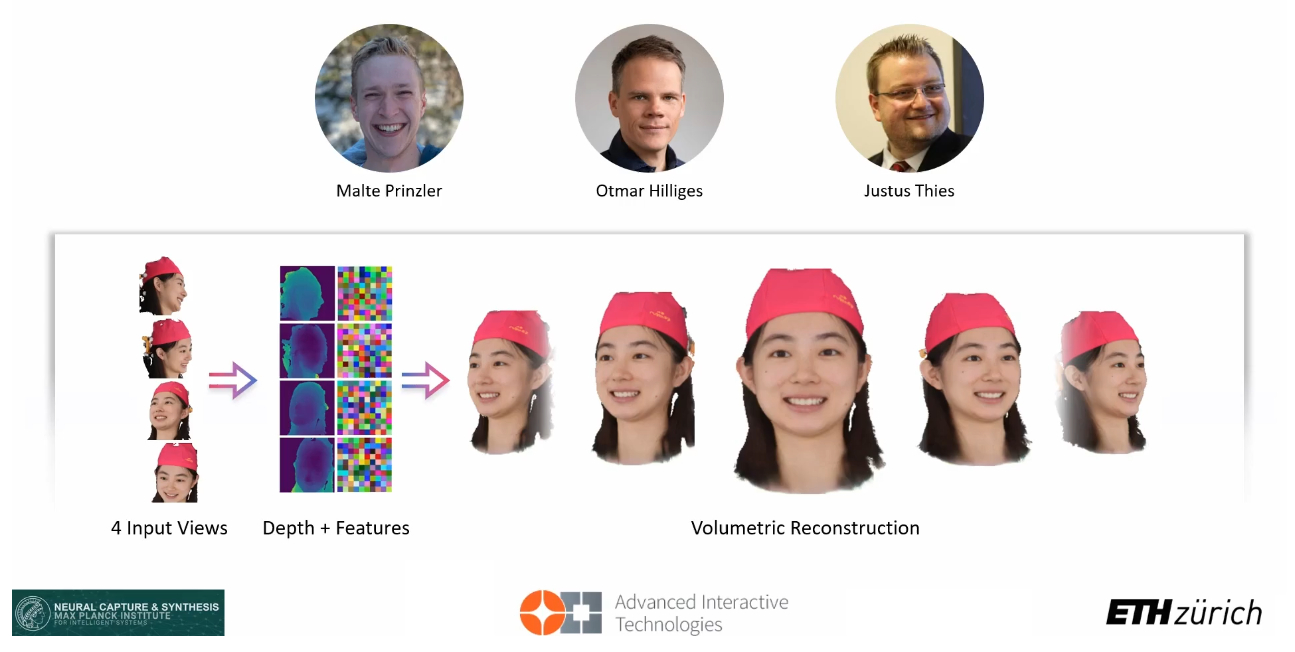 Malte Prinzler
Otmar Hilliges
Justus Thies
4 Input Views
Depth + Features
Volumetric Reconstruction
NEURAL CAPTURE & SYNTHESIS
MAX PLANCK INSTITUTE
FOR INTELLIGENT SYSTEMS
Advanced Interactive
Technologies
ETH zürich